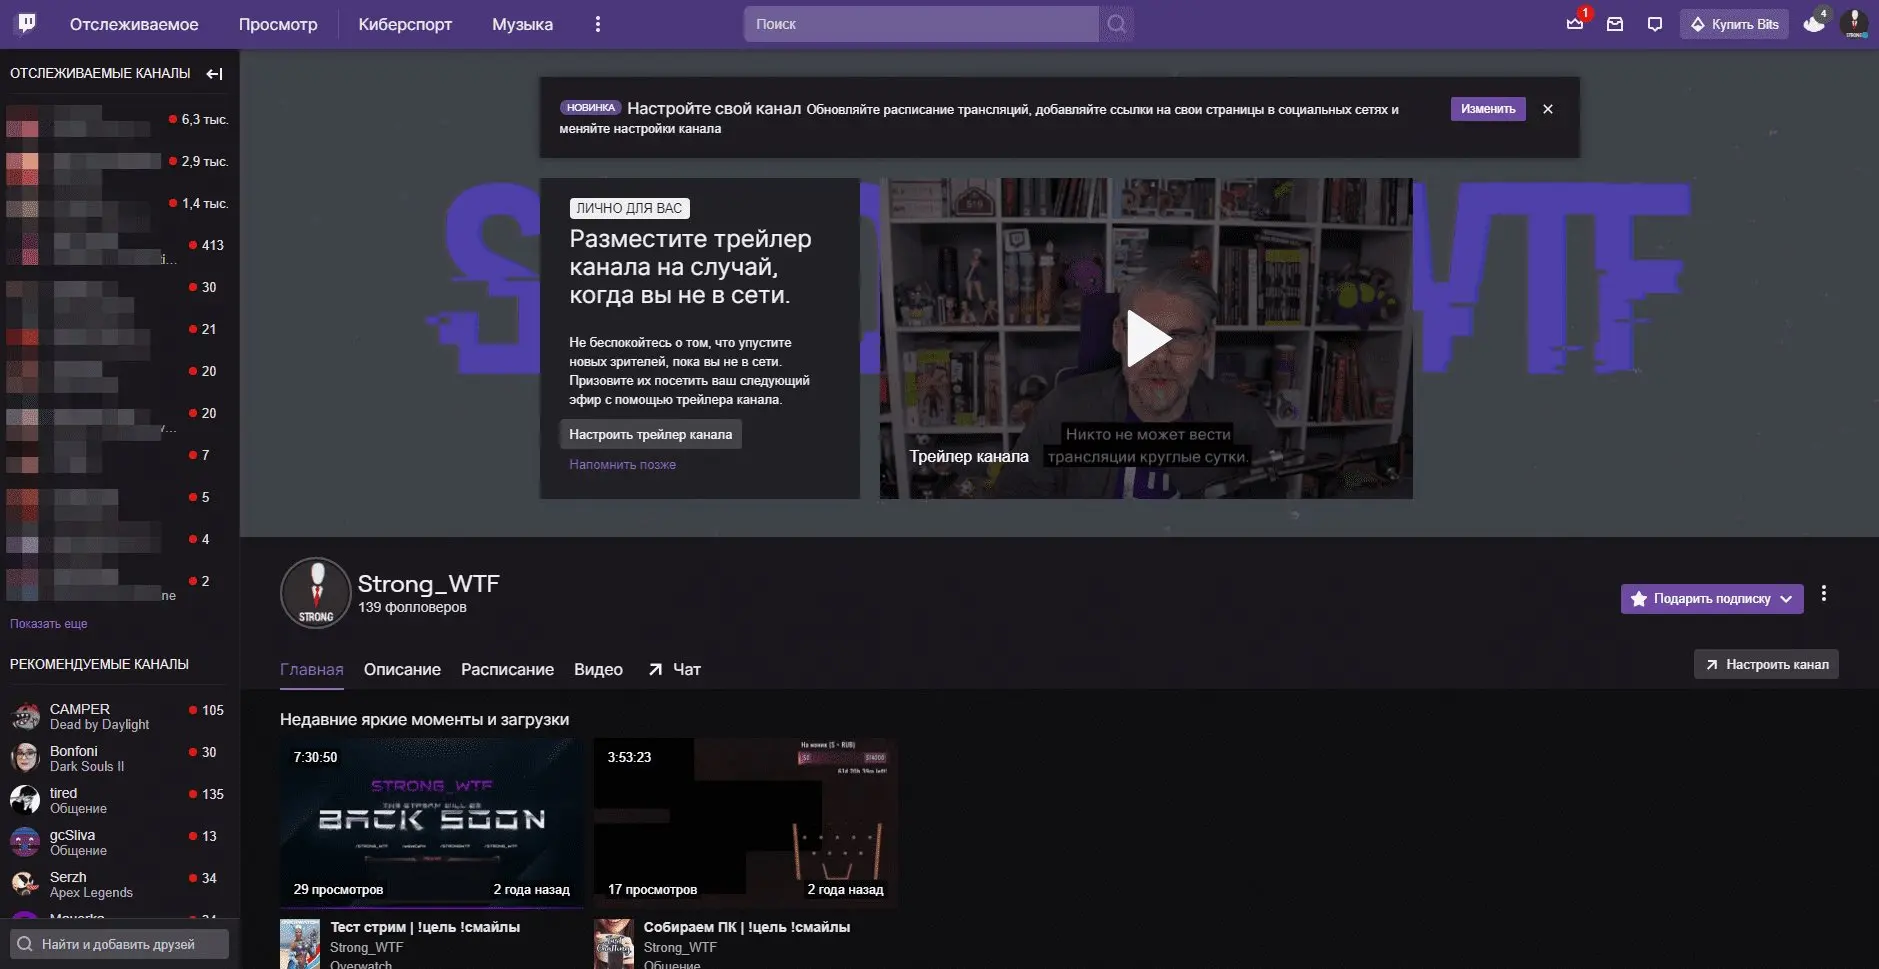 Отслеживаемое
Просмотр
Киберспорт
Музыка
Поиск
1
Купить Bits
4
ОТСЛЕЖИВАЕМЫЕ КАНАЛЫ
6,3 тыс.
2,9 тыс.
1,4 тыс.
413
30
21
20
20
7
5
4
2
Показать еще
РЕКОМЕНДУЕМЫЕ КАНАЛЫ
CAMPER
105
Dead by Daylight
Bonfoni
30
Dark Souls II
tired
135
Общение
gcSliva
13
Общение
Serzh
34
Apex Legends
Найти и добавить друзей
НОВИНКА Настройте свой канал Обновляйте расписание трансляций, добавляйте ссылки на свои страницы в социальных сетях и
меняйте настройки канала
Изменить
ЛИЧНО ДЛЯ ВАС
Разместите трейлер
канала на случай,
когда вы не в сети.
Не беспокойтесь о том, что упустите
новых зрителей, пока вы не в сети.
Призовите их посетить ваш следующий
эфир с помощью трейлера канала.
Настроить трейлер канала
Напомнить позже
Никто не может вести
трансляции круглые сутки.
Трейлер канала
STRONG
Strong_WTF
139 фолловеров
Подарить подписку
Главная
Описание
Расписание
Видео
Чат
Настроить канал
Недавние яркие моменты и загрузки
7:30:50
STRONG_WTF
THE STREAM WILL BE
BACK SOON
29 просмотров
2 года назад
Тест стрим | !цель !смайлы
Strong_WTF
Overwatch
3:53:23
17 просмотров
2 года назад
Собираем ПК | !цель !смайлы
Strong_WTF
Общение